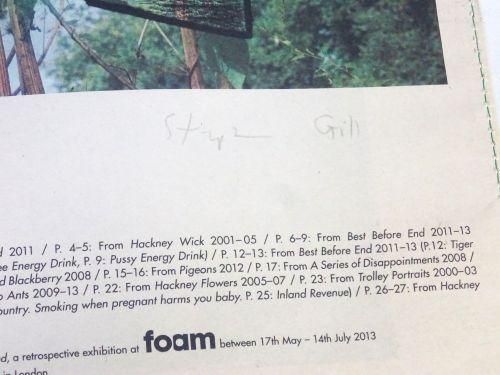 Stephen Gill
d 2011 / P. 4–5: From Hackney Wick 2001–05 / P. 6–9: From Best Before End 2011–13
ee Energy Drink, P. 9: Pussy Energy Drink) / P. 12–13: From Best Before End 2011–13 (P.12: Tiger
d Blackberry 2008 / P. 15–16: From Pigeons 2012 / P. 17: From A Series of Disappointments 2008 /
o Ants 2009–13 / P. 22: From Hackney Flowers 2005–07 / P. 23: From Trolley Portraits 2000–03
ountry. Smoking when pregnant harms you baby. P. 25: Inland Revenue) / P. 26–27: From Hackney
d, a retrospective exhibition at foam between 17th May – 14th July 2013
in London